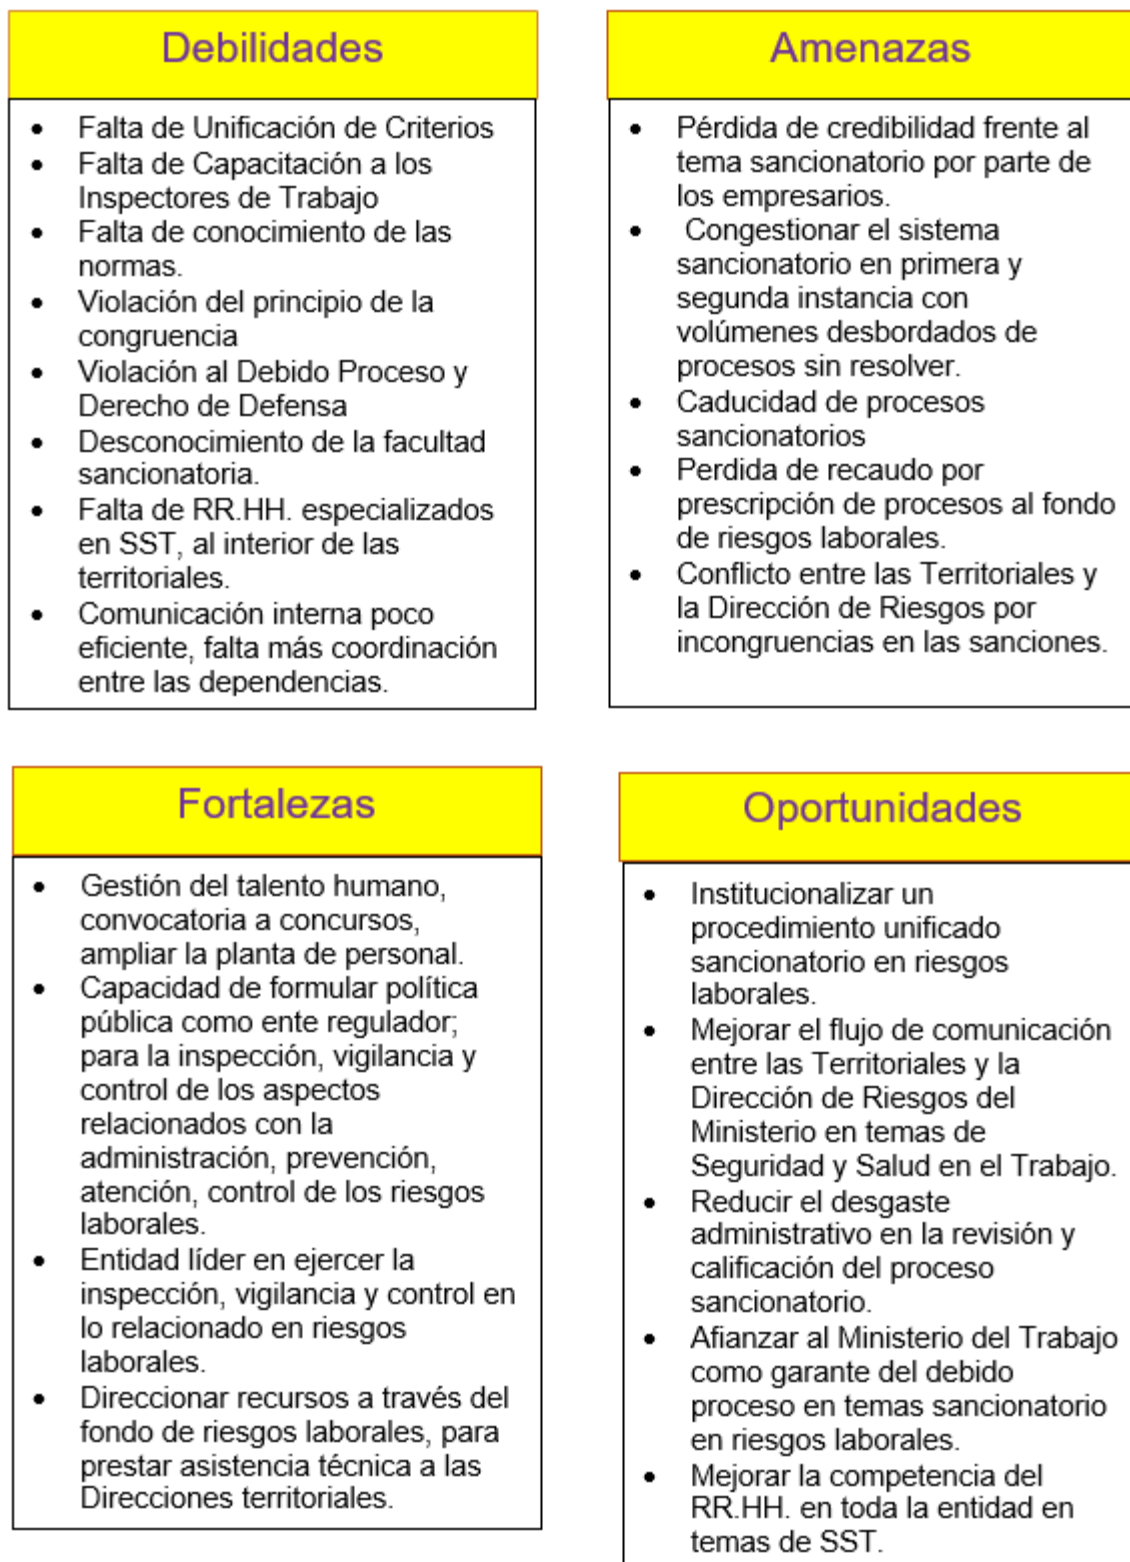 Debilidades
• Falta de Unificación de Criterios
• Falta de Capacitación a los
Inspectores de Trabajo
• Falta de conocimiento de las
normas.
• Violación del principio de la
congruencia
• Violación al Debido Proceso y
Derecho de Defensa
• Desconocimiento de la facultad
sancionatoria.
• Falta de RR.HH. especializados
en SST, al interior de las
territoriales.
• Comunicación interna poco
eficiente, falta más coordinación
entre las dependencias.
Amenazas
• Pérdida de credibilidad frente al
tema sancionatorio por parte de
los empresarios.
• Congestionar el sistema
sancionatorio en primera y
segunda instancia con
volúmenes desbordados de
procesos sin resolver.
• Caducidad de procesos
sancionatorios
• Perdida de recaudo por
prescripción de procesos al fondo
de riesgos laborales.
• Conflicto entre las Territoriales y
la Dirección de Riesgos por
incongruencias en las sanciones.
Fortalezas
• Gestión del talento humano,
convocatoria a concursos,
ampliar la planta de personal.
• Capacidad de formular política
pública como ente regulador;
para la inspección, vigilancia y
control de los aspectos
relacionados con la
administración, prevención,
atención, control de los riesgos
laborales.
• Entidad líder en ejercer la
inspección, vigilancia y control en
lo relacionado en riesgos
laborales.
• Direccionar recursos a través del
fondo de riesgos laborales, para
prestar asistencia técnica a las
Direcciones territoriales.
Oportunidades
• Institucionalizar un
procedimiento unificado
sancionatorio en riesgos
laborales.
• Mejorar el flujo de comunicación
entre las Territoriales y la
Dirección de Riesgos del
Ministerio en temas de
Seguridad y Salud en el Trabajo.
• Reducir el desgaste
administrativo en la revisión y
calificación del proceso
sancionatorio.
• Afianzar al Ministerio del Trabajo
como garante del debido
proceso en temas sancionatorio
en riesgos laborales.
• Mejorar la competencia del
RR.HH. en toda la entidad en
temas de SST.